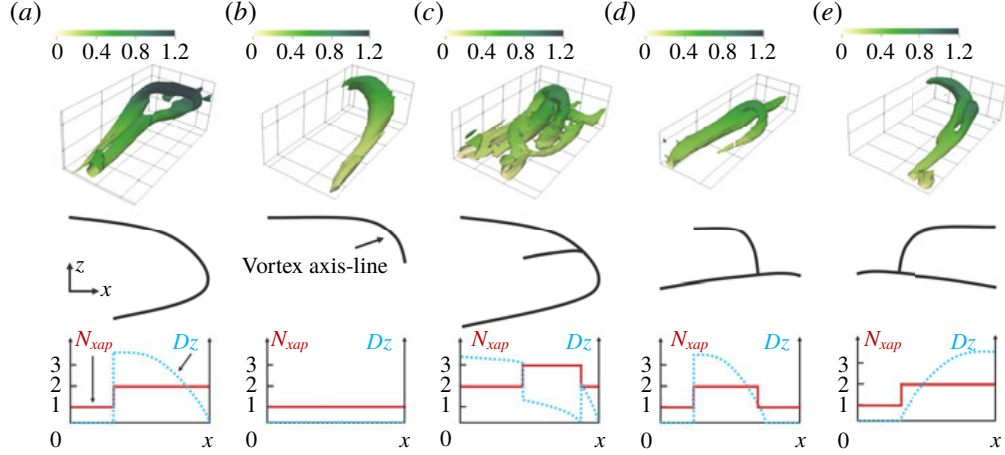 (a) (b) (c) (d) (e)
0 0.4 0.8 1.2 0 0.4 0.8 1.2 0 0.4 0.8 1.2 0 0.4 0.8 1.2 0 0.4 0.8 1.2
z
x
Vortex axis-line
N_xap Dz N_xap Dz N_xap Dz N_xap Dz N_xap Dz
3 3 3 3 3
2 2 2 2 2
1 1 1 1 1
0 x 0 x 0 x 0 x 0 x